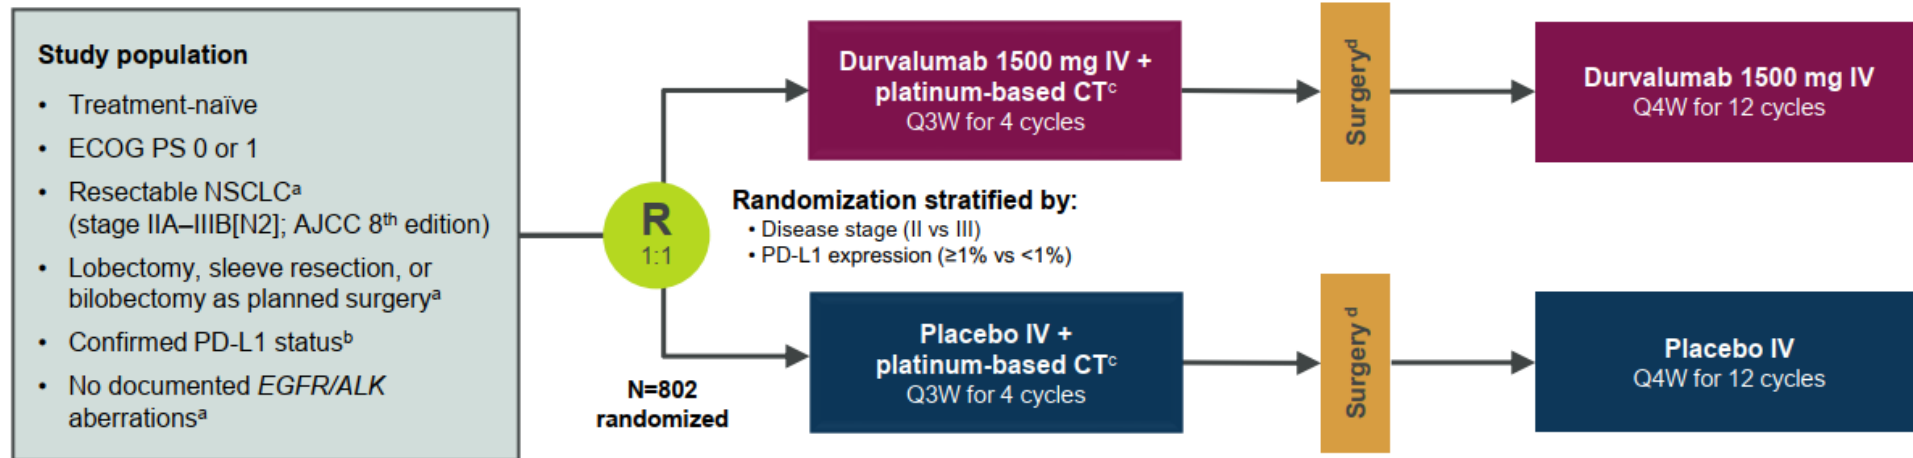 Study population
• Treatment-naïve
• ECOG PS 0 or 1
• Resectable NSCLCᵃ
(stage IIA–IIIB[N2]; AJCC 8ᵗʰ edition)
• Lobectomy, sleeve resection, or
bilobectomy as planned surgeryᵃ
• Confirmed PD-L1 statusᵇ
• No documented EGFR/ALK
aberrationsᵃ
R
1:1
N=802
randomized
Durvalumab 1500 mg IV +
platinum-based CTᶜ
Q3W for 4 cycles
Surgeryᵈ
Durvalumab 1500 mg IV
Q4W for 12 cycles
Randomization stratified by:
• Disease stage (II vs III)
• PD-L1 expression (≥1% vs <1%)
Placebo IV +
platinum-based CTᶜ
Q3W for 4 cycles
Surgery ᵈ
Placebo IV
Q4W for 12 cycles